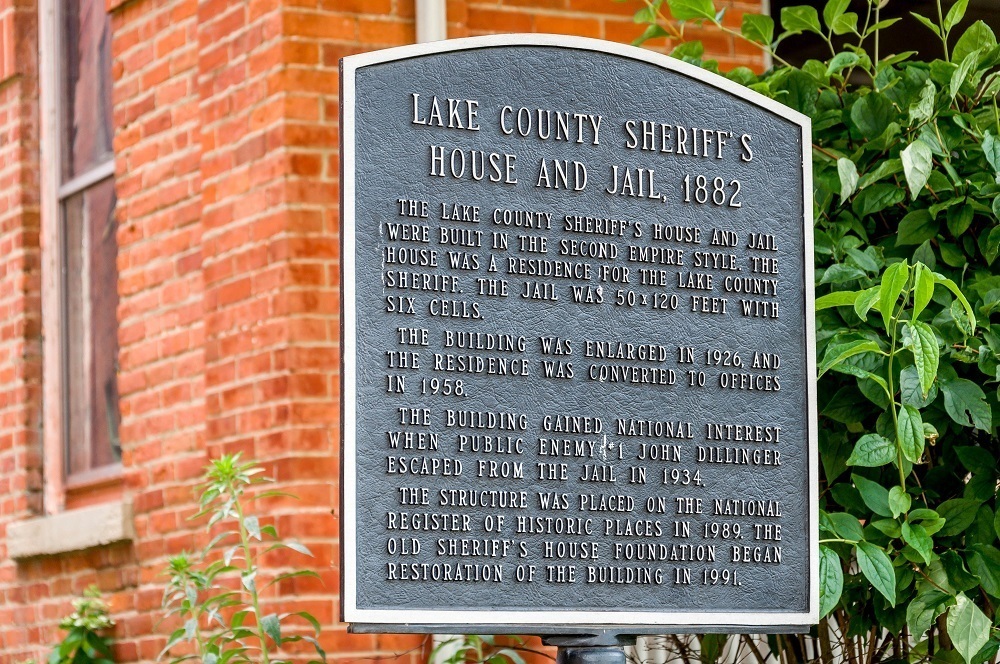 LAKE COUNTY SHERIFF'S
HOUSE AND JAIL, 1882
THE LAKE COUNTY SHERIFF'S HOUSE AND JAIL
WERE BUILT IN THE SECOND EMPIRE STYLE. THE
HOUSE WAS A RESIDENCE FOR THE LAKE COUNTY
SHERIFF. THE JAIL WAS 50 x 120 FEET WITH
SIX CELLS.
THE BUILDING WAS ENLARGED IN 1926, AND
THE RESIDENCE WAS CONVERTED TO OFFICES
IN 1958.
THE BUILDING GAINED NATIONAL INTEREST
WHEN PUBLIC ENEMY #1 JOHN DILLINGER
ESCAPED FROM THE JAIL IN 1934.
THE STRUCTURE WAS PLACED ON THE NATIONAL
REGISTER OF HISTORIC PLACES IN 1989. THE
OLD SHERIFF'S HOUSE FOUNDATION BEGAN
RESTORATION OF THE BUILDING IN 1991.